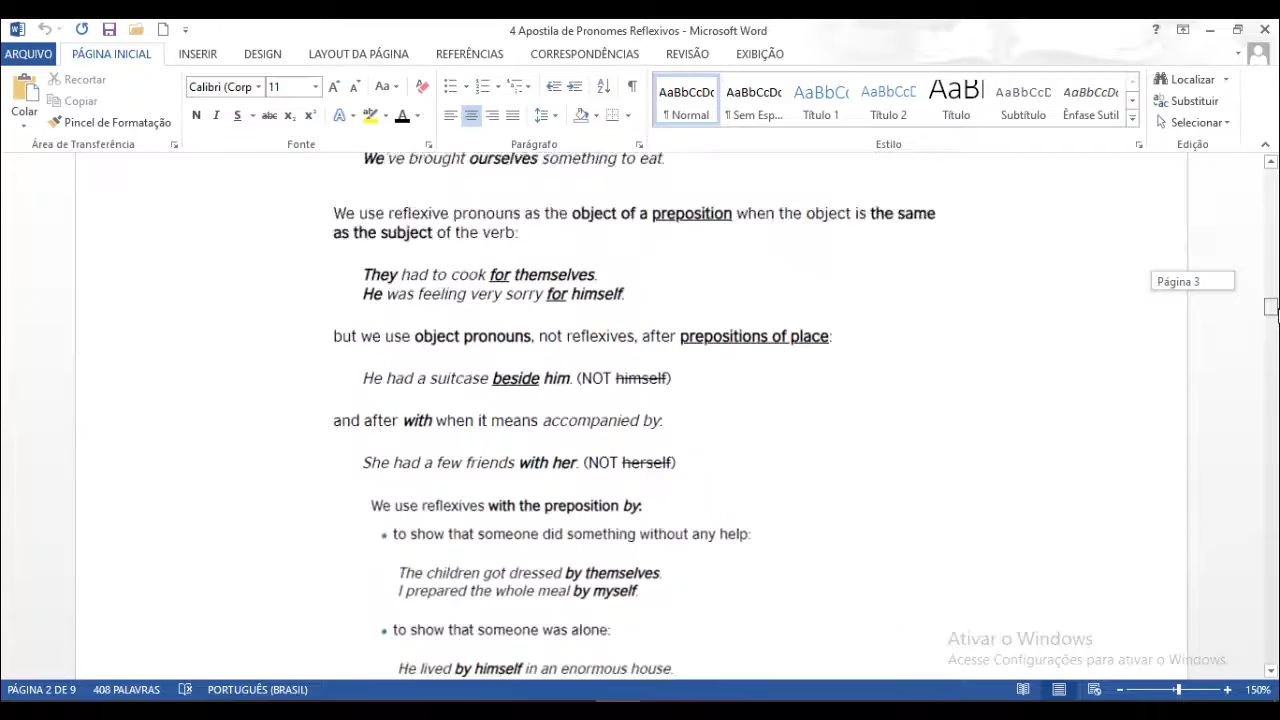 4 Apostila de Pronomes Reflexivos - Microsoft Word
ARQUIVO PÁGINA INICIAL INSERIR DESIGN LAYOUT DA PÁGINA REFERÊNCIAS CORRESPONDÊNCIAS REVISÃO EXIBIÇÃO
Colar
Recortar
Copiar
Pincel de Formatação
Área de Transferência
Calibri (Corp 11
N I S abc x₂ x²
Fonte
Parágrafo
AaBbCcDc AaBbCcDc AaBbCc AaBbCcD AaBl AaBbCcD AaBbCcDc
¶ Normal ¶ Sem Esp... Título 1 Título 2 Título Subtítulo Ênfase Sutil
Estilo
Localizar
Substituir
Selecionar
Edição
We've brought ourselves something to eat.
We use reflexive pronouns as the object of a preposition when the object is the same
as the subject of the verb:
They had to cook for themselves.
He was feeling very sorry for himself.
but we use object pronouns, not reflexives, after prepositions of place:
He had a suitcase beside him. (NOT himself)
and after with when it means accompanied by:
She had a few friends with her. (NOT herself)
We use reflexives with the preposition by:
• to show that someone did something without any help:
The children got dressed by themselves.
I prepared the whole meal by myself.
• to show that someone was alone:
He lived by himself in an enormous house.
Página 3
Ativar o Windows
Acesse Configurações para ativar o Windows.
PÁGINA 2 DE 9 408 PALAVRAS PORTUGUÊS (BRASIL) 150%